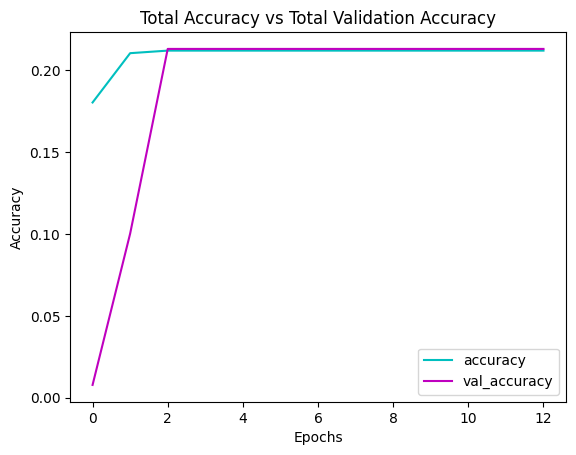 Total Accuracy vs Total Validation Accuracy
Accuracy
0.20
0.15
0.10
0.05
0.00
0 2 4 6 8 10 12
Epochs
accuracy
val_accuracy